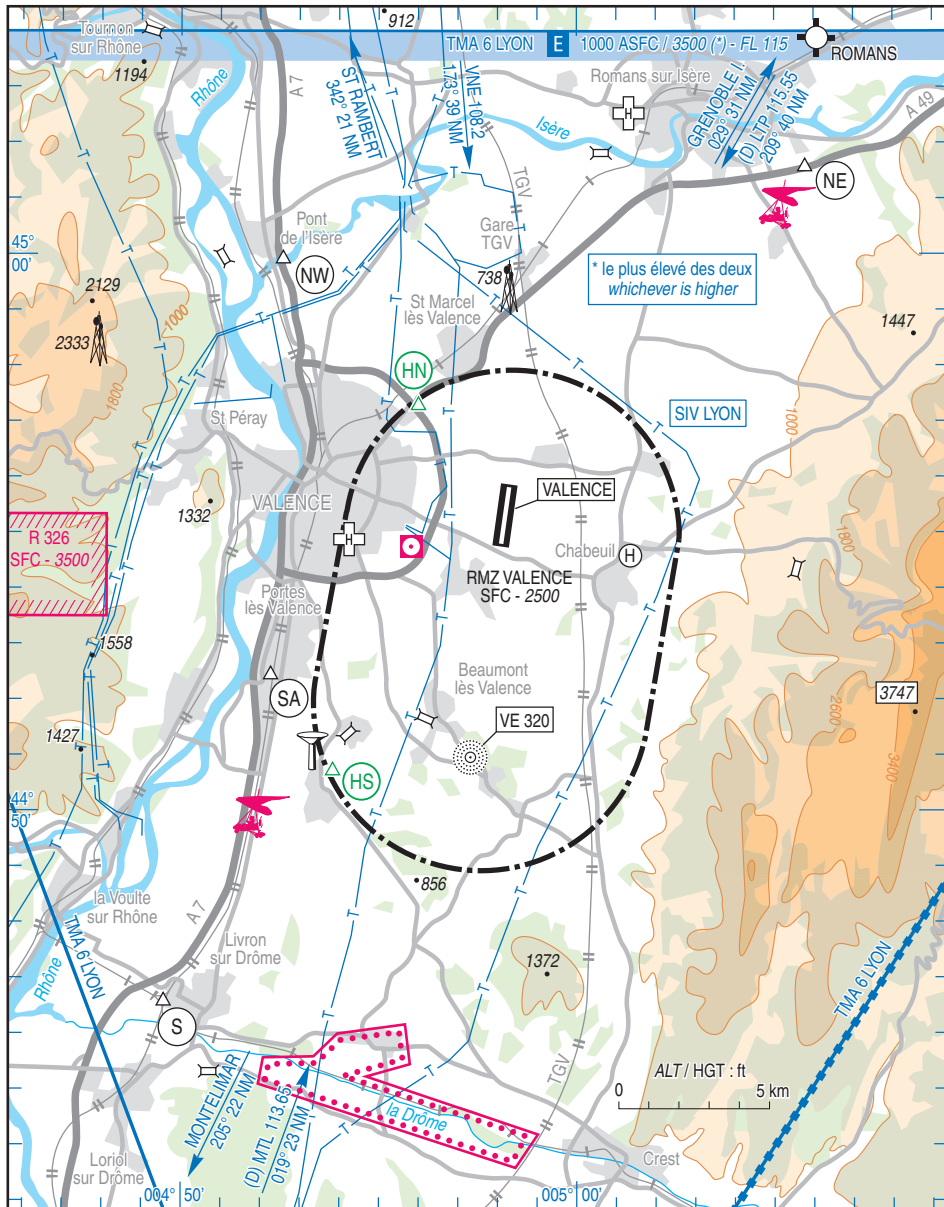 912
Tournon
sur Rhône
1194
TMA 6 LYON E 1000 ASFC / 3500 (*) - FL 115
ROMANS
Rhône
A 7
ST RAMBERT
342° 21 NM
VNE 108.2
173° 39 NM
Romans sur Isère
H
GRENOBLE I.
029° 31 NM
(D) LTP 115.55
209° 40 NM
A 49
Isère
TGV
NE
Pont
de l'Isère
Gare
TGV
45°
00'
NW
738
* le plus élevé des deux
whichever is higher
2129
1000
St Marcel
lès Valence
1447
2333
1800
HN
St Péray
SIV LYON
1000
VALENCE
VALENCE
1332
R 326
SFC - 3500
H
Chabeuil
H
1800
RMZ VALENCE
SFC - 2500
Portes
lès Valence
1558
Beaumont
lès Valence
SA
3747
VE 320
2600
1427
HS
3400
44°
50'
856
la Voulte
sur Rhône
A 7
TMA 6 LYON
Livron
sur Drôme
1372
Rhône
TMA 6 LYON
S
ALT / HGT : ft
0 5 km
MONTELIMAR
205° 22 NM
(D) MTL 113.65
019° 23 NM
la Drôme
TGV
Loriol
sur Drôme
Crest
004° 50'
005° 00'